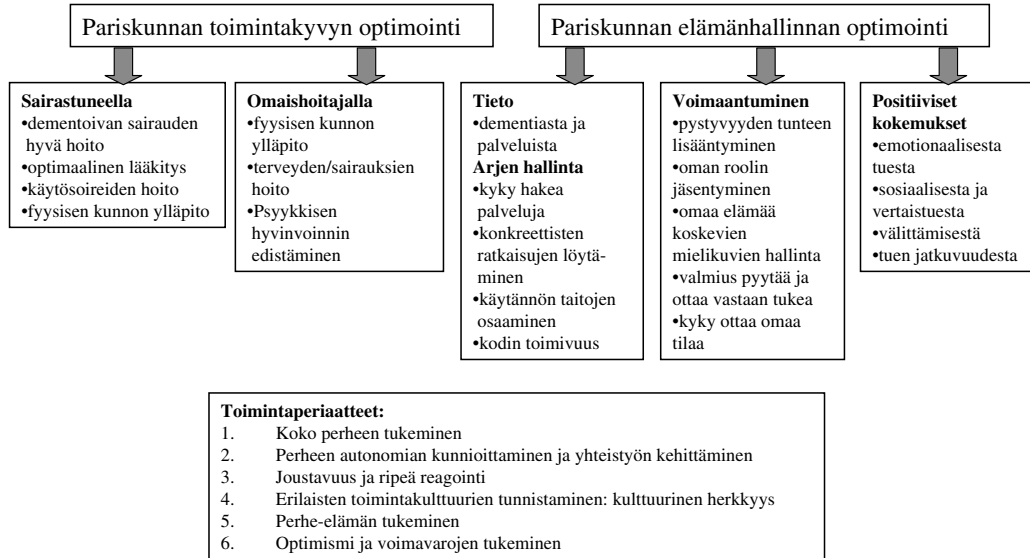 Pariskunnan toimintakyvyn optimointi
Pariskunnan elämänhallinnan optimointi
Sairastuneella
•dementoivan sairauden
hyvä hoito
•optimaalinen lääkitys
•käytösoireiden hoito
•fyysisen kunnon ylläpito
Omaishoitajalla
•fyysisen kunnon
ylläpito
•terveyden/sairauksien
hoito
•Psyykkisen
hyvinvoinnin
edistäminen
Tieto
•dementiasta ja
palveluista
Arjen hallinta
•kyky hakea
palveluja
•konkreettisten
ratkaisujen löytä-
minen
•käytännön taitojen
osaaminen
•kodin toimivuus
Voimaantuminen
•pystyvyyden tunteen
lisääntyminen
•oman roolin
jäsentyminen
•omaa elämää
koskevien
mielikuvien hallinta
•valmius pyytää ja
ottaa vastaan tukea
•kyky ottaa omaa
tilaa
Positiiviset
kokemukset
•emotionaalisesta
tuesta
•sosiaalisesta ja
vertaistuesta
•välittämisestä
•tuen jatkuvuudesta
Toimintaperiaatteet:
1. Koko perheen tukeminen
2. Perheen autonomian kunnioittaminen ja yhteistyön kehittäminen
3. Joustavuus ja ripeä reagointi
4. Erilaisten toimintakulttuurien tunnistaminen: kulttuurinen herkkyys
5. Perhe-elämän tukeminen
6. Optimismi ja voimavarojen tukeminen